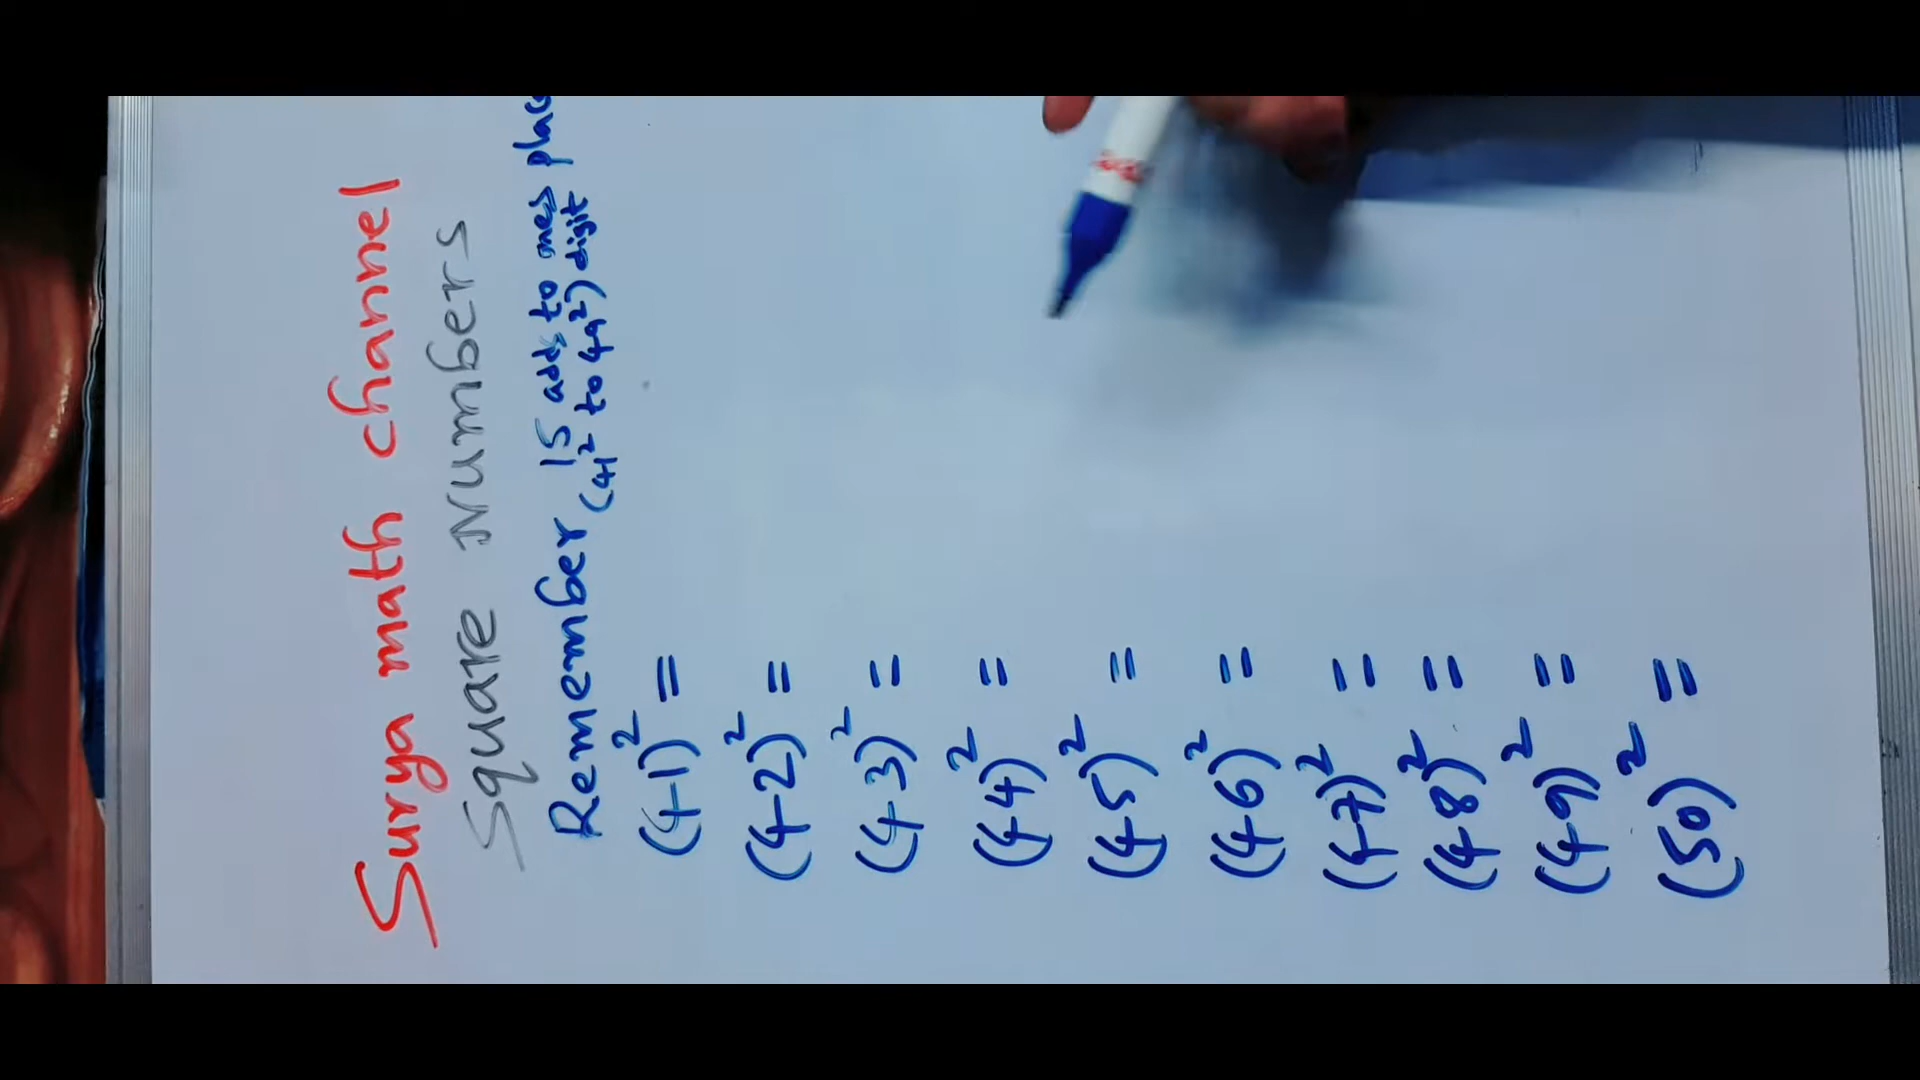 Surya math channel
Square Numbers
Remember 15 adds to ones
(41² to 49²) digit
(41)² =
(42)² =
(43)² =
(44)² =
(45)² =
(46)² =
(47)² =
(48)² =
(49)² =
(50)² =